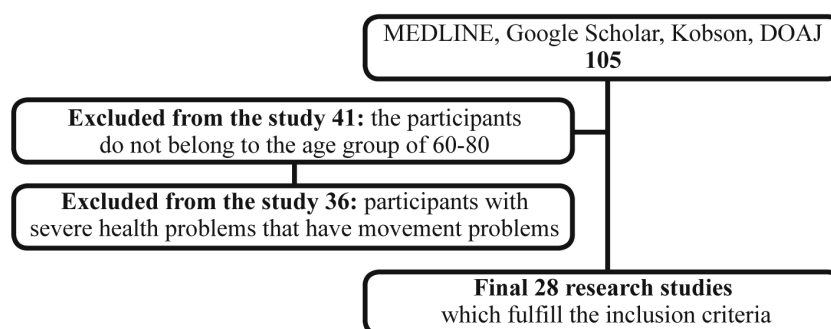 MEDLINE, Google Scholar, Kobson, DOAJ
105
Excluded from the study 41: the participants
do not belong to the age group of 60-80
Excluded from the study 36: participants with
severe health problems that have movement problems
Final 28 research studies
which fulfill the inclusion criteria